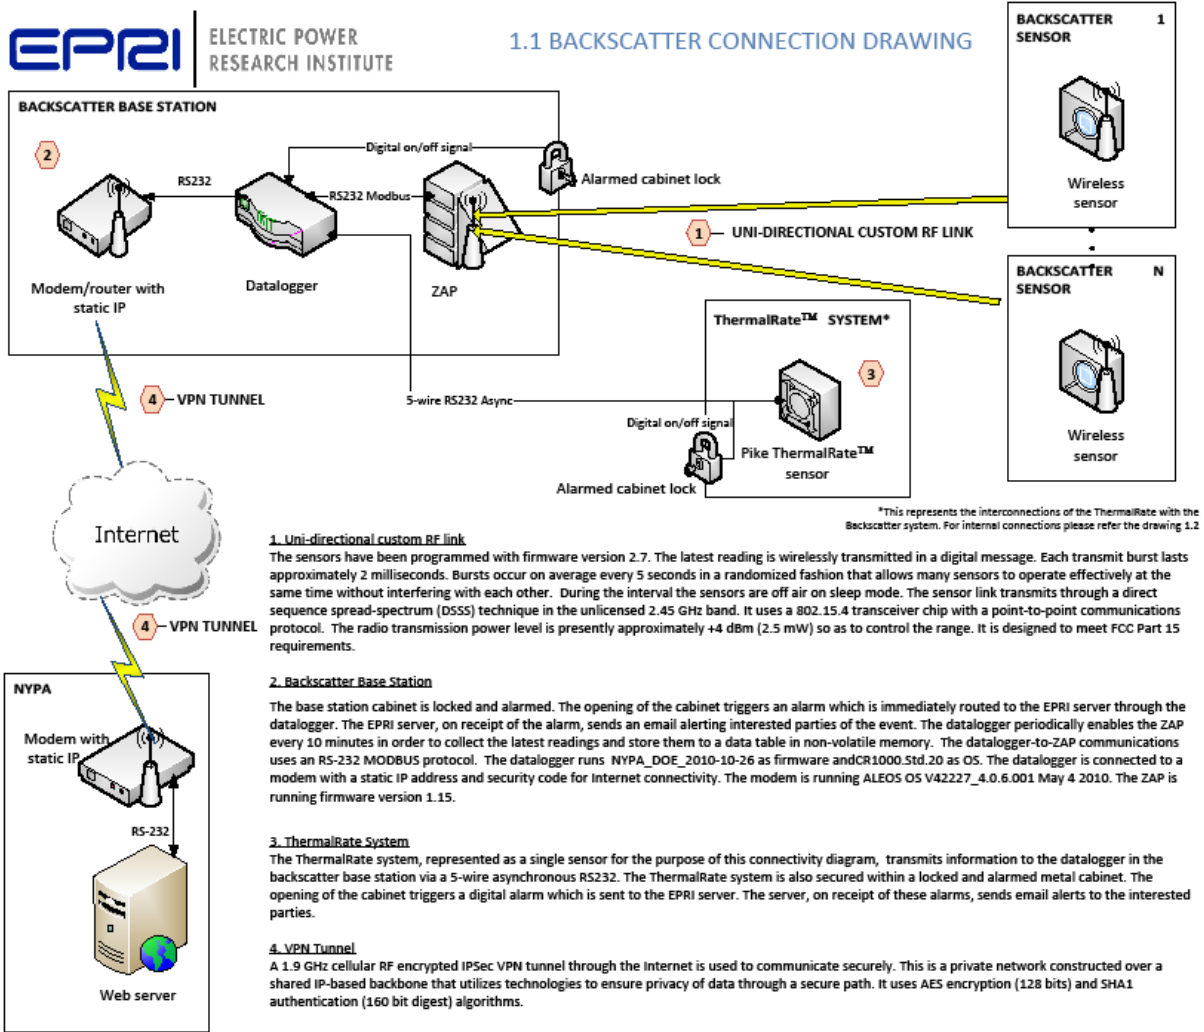 EPRI
ELECTRIC POWER
RESEARCH INSTITUTE
1.1 BACKSCATTER CONNECTION DRAWING
BACKSCATTER 1
SENSOR
Wireless
sensor
BACKSCATTER BASE STATION
2
Digital on/off signal
Alarmed cabinet lock
RS232
RS232 Modbus
1
UNI-DIRECTIONAL CUSTOM RF LINK
Modem/router with
static IP
Datalogger
ZAP
BACKSCATTER N
SENSOR
Wireless
sensor
ThermalRate™ SYSTEM*
3
4
VPN TUNNEL
5-wire RS232 Async
Digital on/off signal
Pike ThermalRate™
sensor
Alarmed cabinet lock
*This represents the interconnections of the ThermalRate with the
Backscatter system. For internal connections please refer the drawing 1.2
Internet
4
VPN TUNNEL
NYPA
Modem with
static IP
RS-232
Web server
1. Uni-directional custom RF link
The sensors have been programmed with firmware version 2.7. The latest reading is wirelessly transmitted in a digital message. Each transmit burst lasts
approximately 2 milliseconds. Bursts occur on average every 5 seconds in a randomized fashion that allows many sensors to operate effectively at the
same time without interfering with each other. During the interval the sensors are off air on sleep mode. The sensor link transmits through a direct
sequence spread-spectrum (DSSS) technique in the unlicensed 2.45 GHz band. It uses a 802.15.4 transceiver chip with a point-to-point communications
protocol. The radio transmission power level is presently approximately +4 dBm (2.5 mW) so as to control the range. It is designed to meet FCC Part 15
requirements.
2. Backscatter Base Station
The base station cabinet is locked and alarmed. The opening of the cabinet triggers an alarm which is immediately routed to the EPRI server through the
datalogger. The EPRI server, on receipt of the alarm, sends an email alerting interested parties of the event. The datalogger periodically enables the ZAP
every 10 minutes in order to collect the latest readings and store them to a data table in non-volatile memory. The datalogger-to-ZAP communications
uses an RS-232 MODBUS protocol. The datalogger runs NYPA_DOE_2010-10-26 as firmware andCR1000.Std.20 as OS. The datalogger is connected to a
modem with a static IP address and security code for Internet connectivity. The modem is running ALEOS OS V42227_4.0.6.001 May 4 2010. The ZAP is
running firmware version 1.15.
3. ThermalRate System
The ThermalRate system, represented as a single sensor for the purpose of this connectivity diagram, transmits information to the datalogger in the
backscatter base station via a 5-wire asynchronous RS232. The ThermalRate system is also secured within a locked and alarmed metal cabinet. The
opening of the cabinet triggers a digital alarm which is sent to the EPRI server. The server, on receipt of these alarms, sends email alerts to the interested
parties.
4. VPN Tunnel
A 1.9 GHz cellular RF encrypted IPSec VPN tunnel through the Internet is used to communicate securely. This is a private network constructed over a
shared IP-based backbone that utilizes technologies to ensure privacy of data through a secure path. It uses AES encryption (128 bits) and SHA1
authentication (160 bit digest) algorithms.